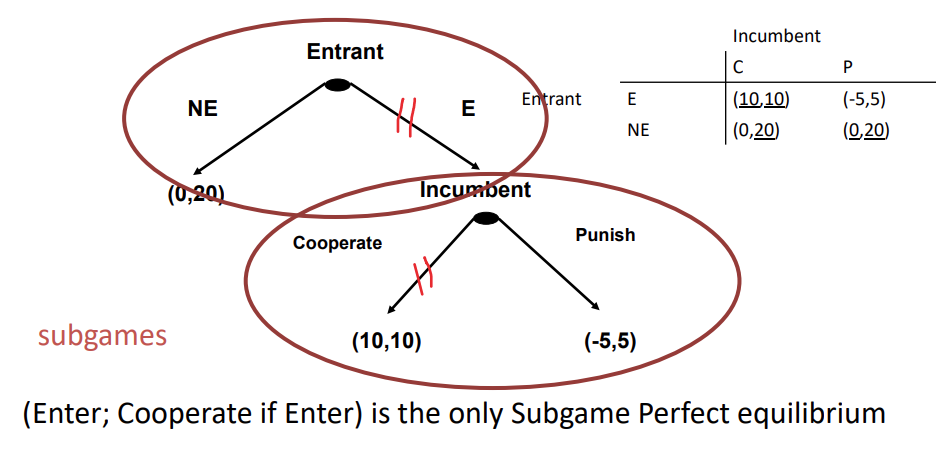 Entrant
NE
E
(0,20)
Incumbent
Cooperate
Punish
(10,10)
(-5,5)
Incumbent
C P
Entrant E (10,10) (-5,5)
NE (0,20) (0,20)
subgames
(Enter; Cooperate if Enter) is the only Subgame Perfect equilibrium